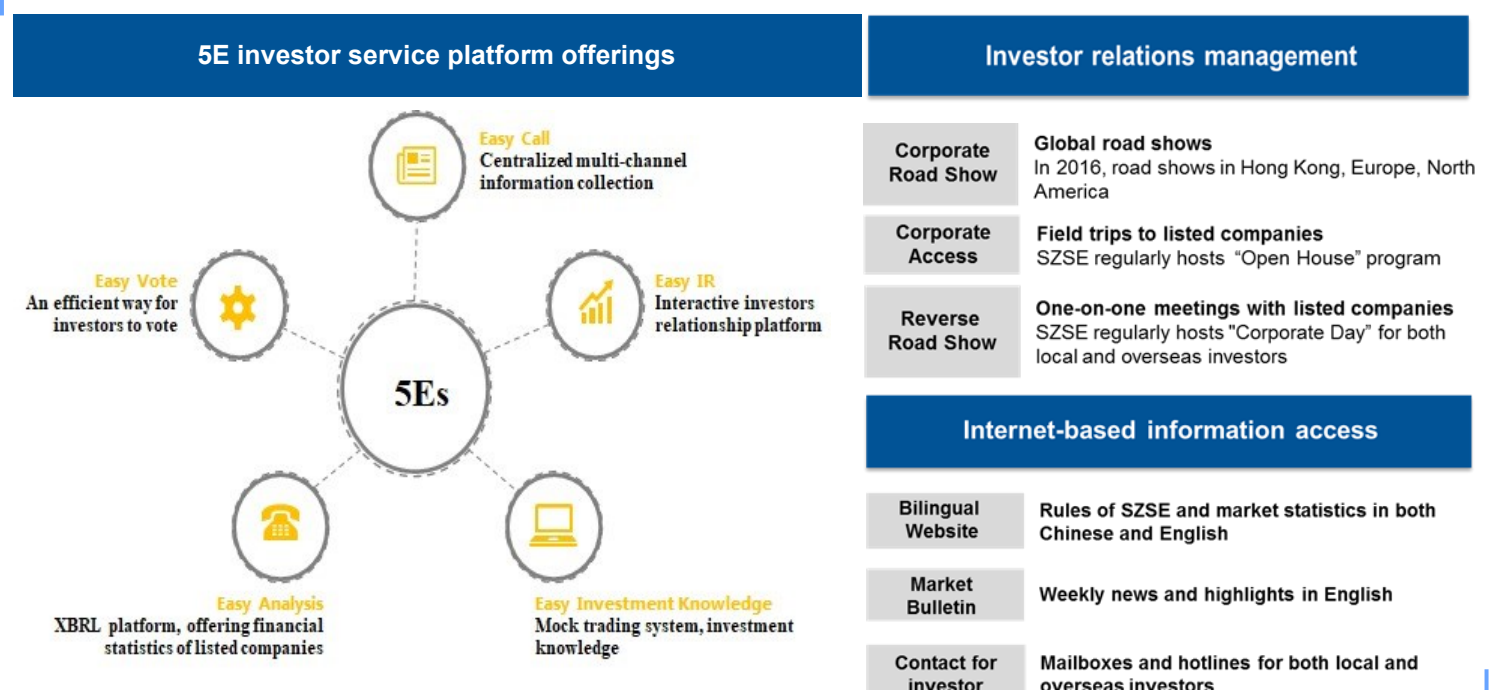 5E investor service platform offerings
Easy Call
Centralized multi-channel
information collection
Easy Vote
An efficient way for
investors to vote
Easy IR
Interactive investors
relationship platform
5Es
Easy Analysis
XBRL platform, offering financial
statistics of listed companies
Easy Investment Knowledge
Mock trading system, investment
knowledge
Investor relations management
Corporate
Road Show
Global road shows
In 2016, road shows in Hong Kong, Europe, North
America
Corporate
Access
Field trips to listed companies
SZSE regularly hosts “Open House” program
Reverse
Road Show
One-on-one meetings with listed companies
SZSE regularly hosts "Corporate Day” for both
local and overseas investors
Internet-based information access
Bilingual
Website
Rules of SZSE and market statistics in both
Chinese and English
Market
Bulletin
Weekly news and highlights in English
Contact for
investor
Mailboxes and hotlines for both local and
overseas investors